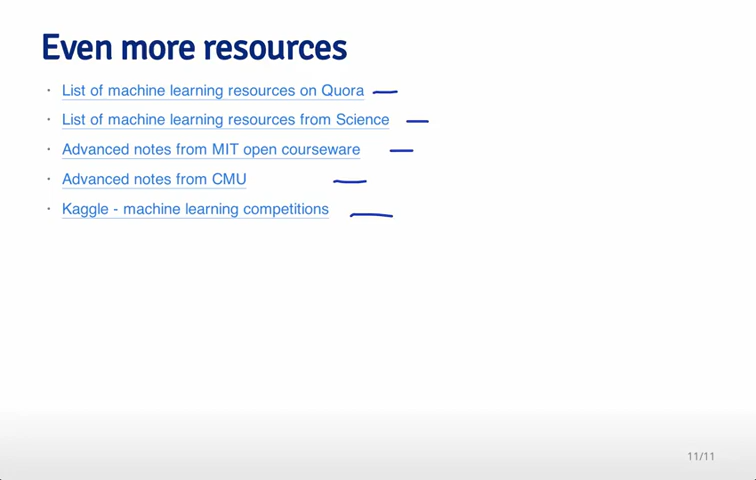 Even more resources
· List of machine learning resources on Quora
· List of machine learning resources from Science
· Advanced notes from MIT open courseware
· Advanced notes from CMU
· Kaggle - machine learning competitions
11/11